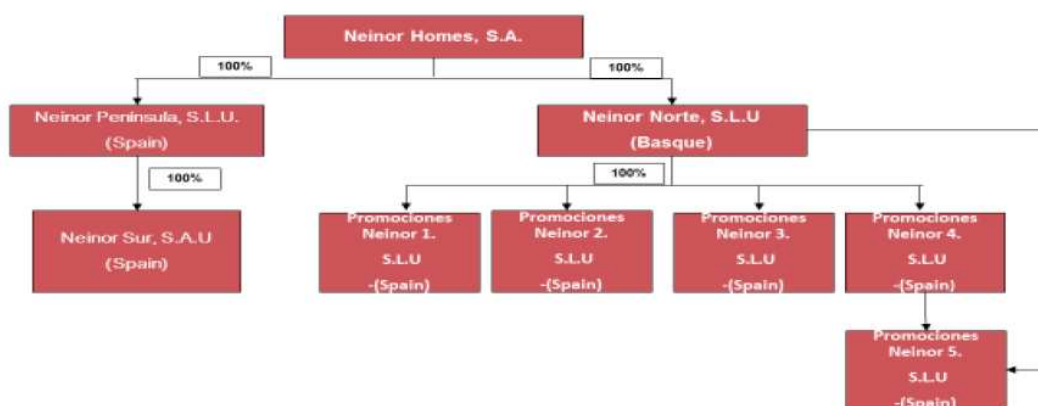 Neinor Homes, S.A.
100%
100%
Neinor Península, S.L.U.
(Spain)
Neinor Norte, S.L.U
(Basque)
100%
100%
Neinor Sur, S.A.U
(Spain)
Promociones
Neinor 1.
S.L.U
-(Spain)
Promociones
Neinor 2.
S.L.U
-(Spain)
Promociones
Neinor 3.
S.L.U
-(Spain)
Promociones
Neinor 4.
S.L.U
-(Spain)
Promociones
Neinor 5.
S.L.U
-(Spain)